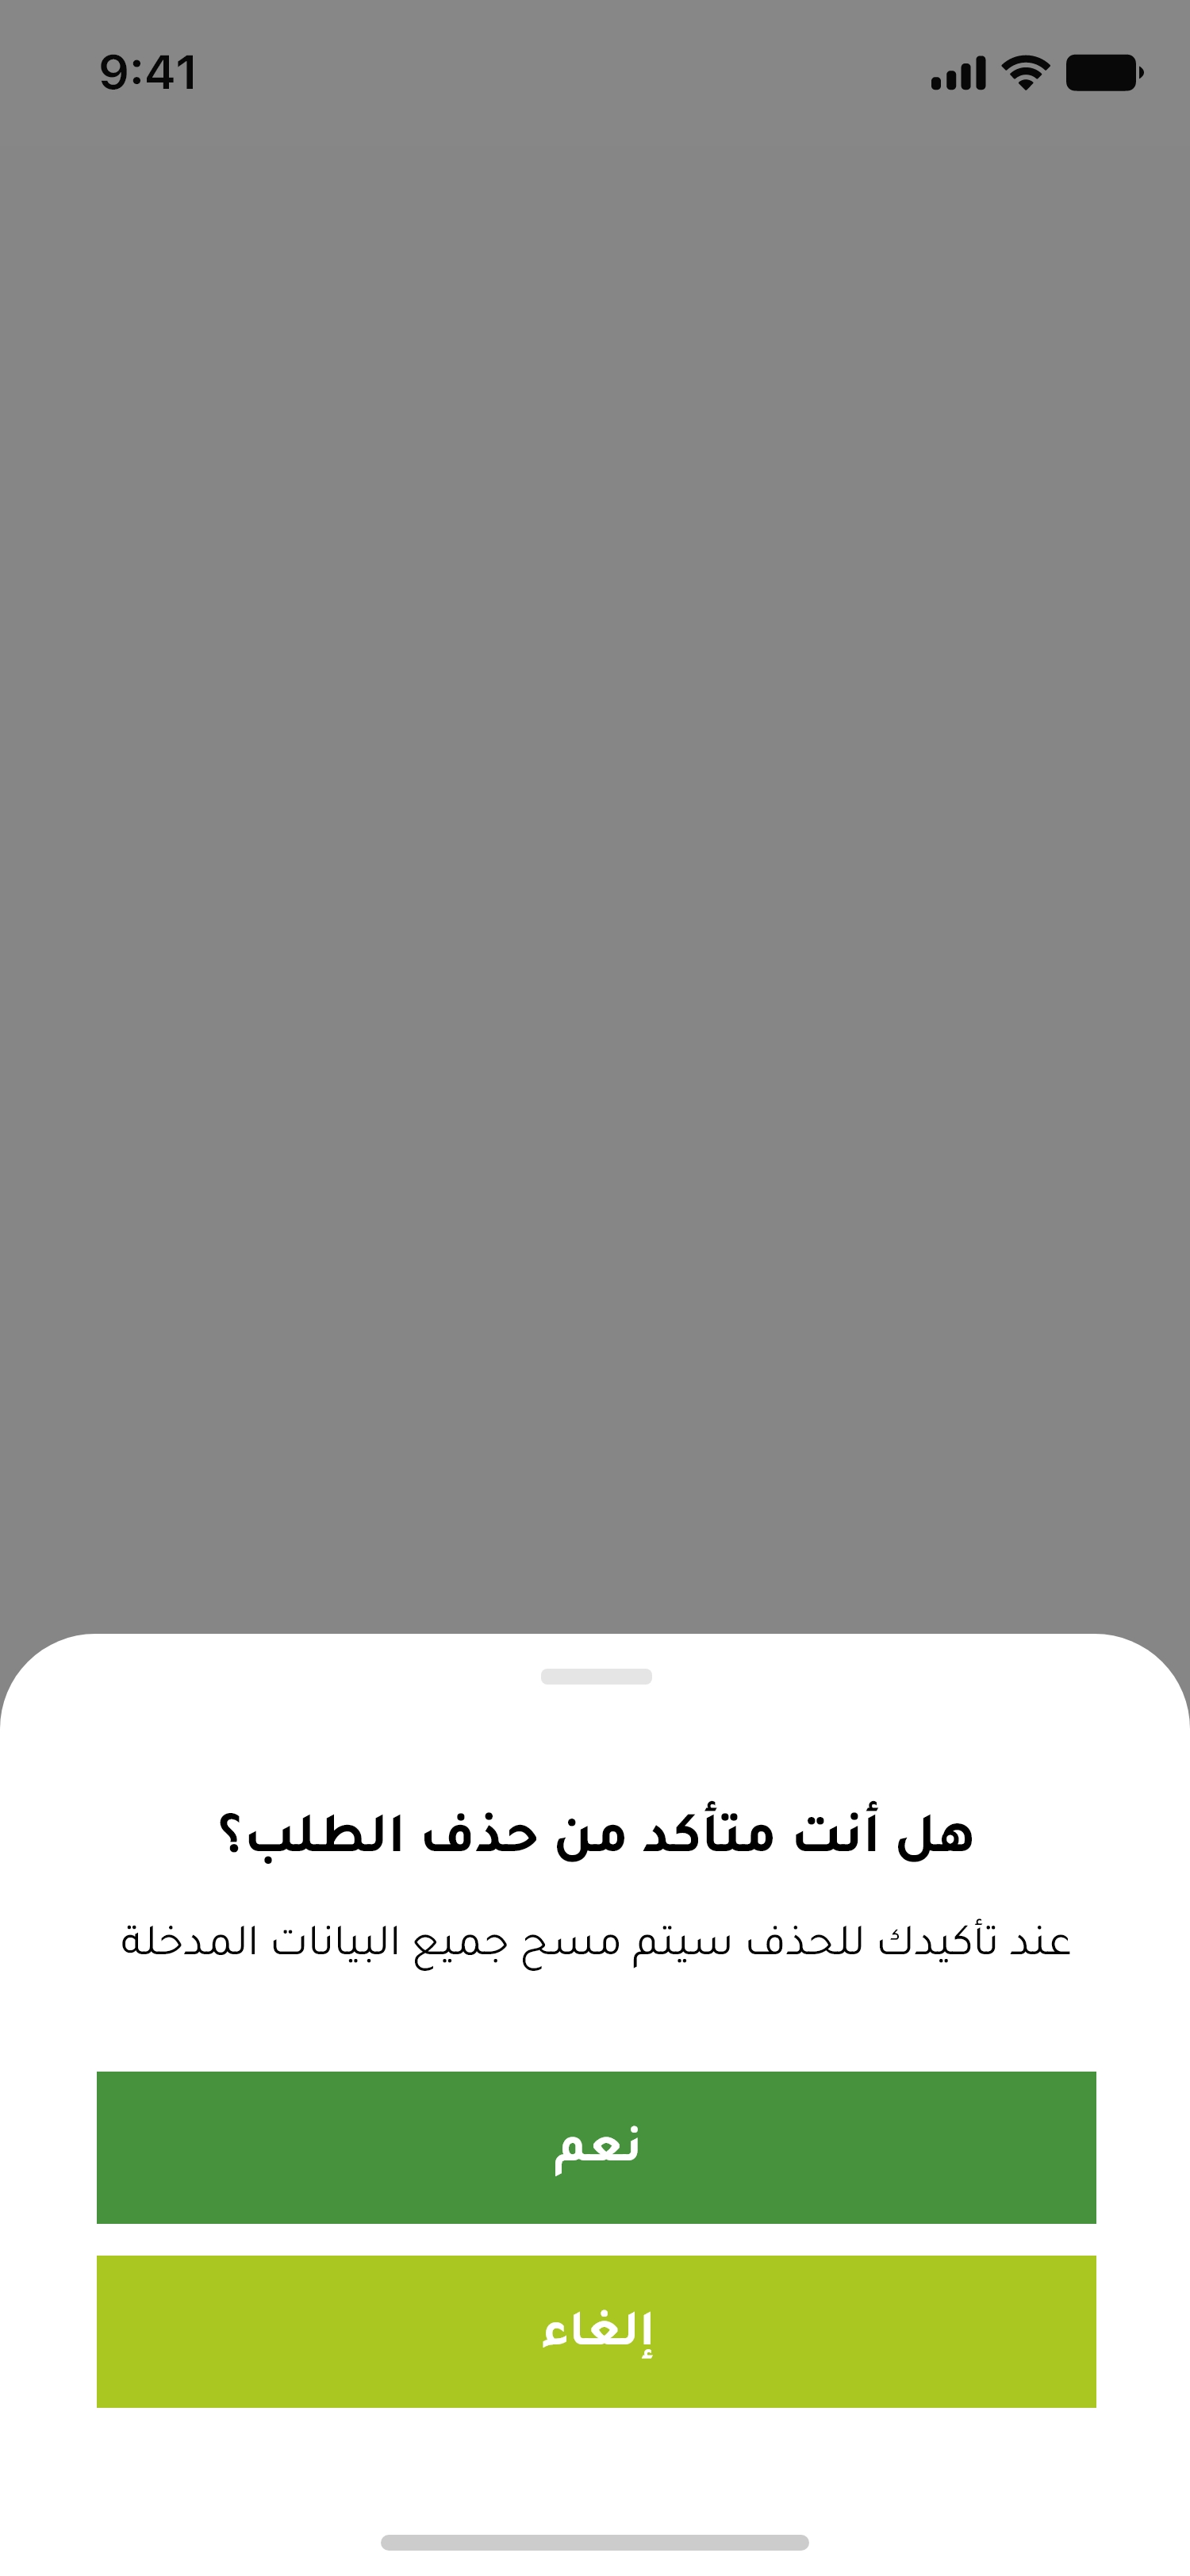 9:41
هل أنت متأكد من حذف الطلب؟
عند تأكيدك للحذف سيتم مسح جميع البيانات المدخلة
نعم
إلغاء